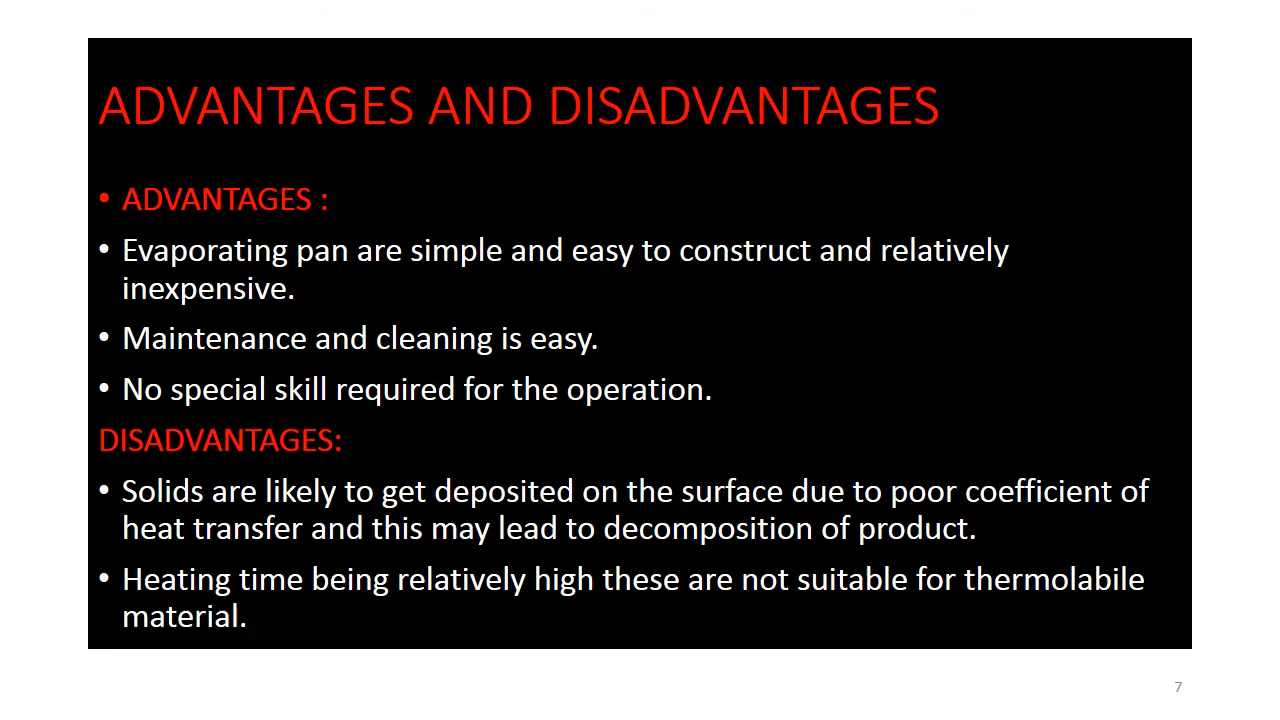 ADVANTAGES AND DISADVANTAGES
• ADVANTAGES :
• Evaporating pan are simple and easy to construct and relatively
inexpensive.
• Maintenance and cleaning is easy.
• No special skill required for the operation.
DISADVANTAGES:
• Solids are likely to get deposited on the surface due to poor coefficient of
heat transfer and this may lead to decomposition of product.
• Heating time being relatively high these are not suitable for thermolabile
material.
7